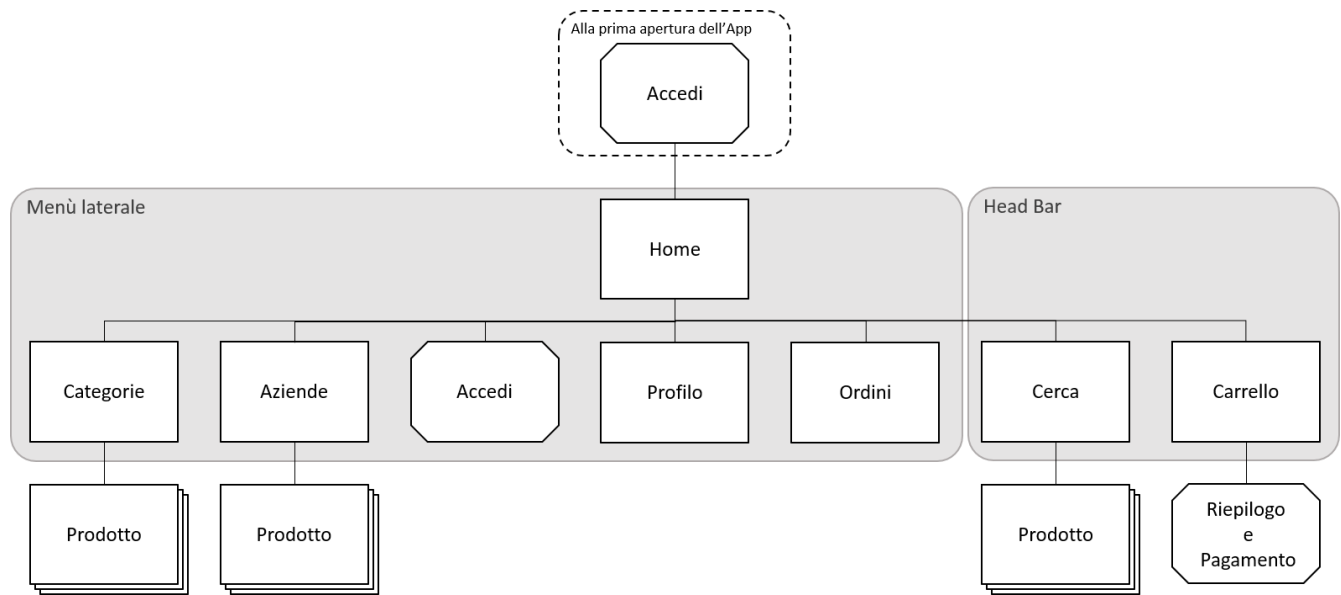 Alla prima apertura dell'App
Accedi
Menù laterale
Head Bar
Home
Categorie
Aziende
Accedi
Profilo
Ordini
Cerca
Carrello
Prodotto
Prodotto
Prodotto
Riepilogo
e
Pagamento